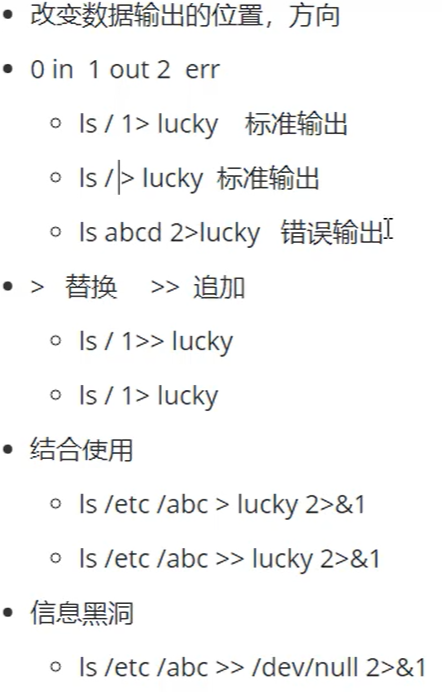 改变数据输出的位置，方向
0 in 1 out 2 err
ls / 1> lucky 标准输出
ls / > lucky 标准输出
ls abcd 2>lucky 错误输出
> 替换 >> 追加
ls / 1>> lucky
ls / 1> lucky
结合使用
ls /etc /abc > lucky 2>&1
ls /etc /abc >> lucky 2>&1
信息黑洞
ls /etc /abc >> /dev/null 2>&1